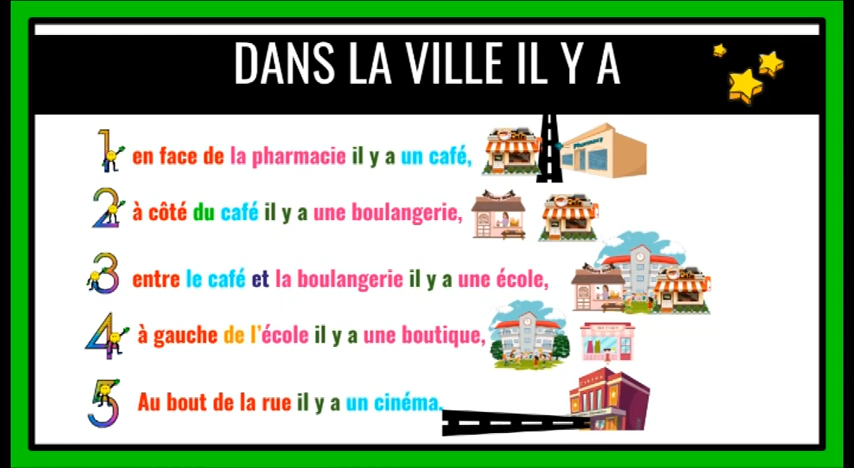 DANS LA VILLE IL Y A
1 en face de la pharmacie il y a un café,
2 à côté du café il y a une boulangerie,
3 entre le café et la boulangerie il y a une école,
4 à gauche de l'école il y a une boutique,
5 Au bout de la rue il y a un cinéma.